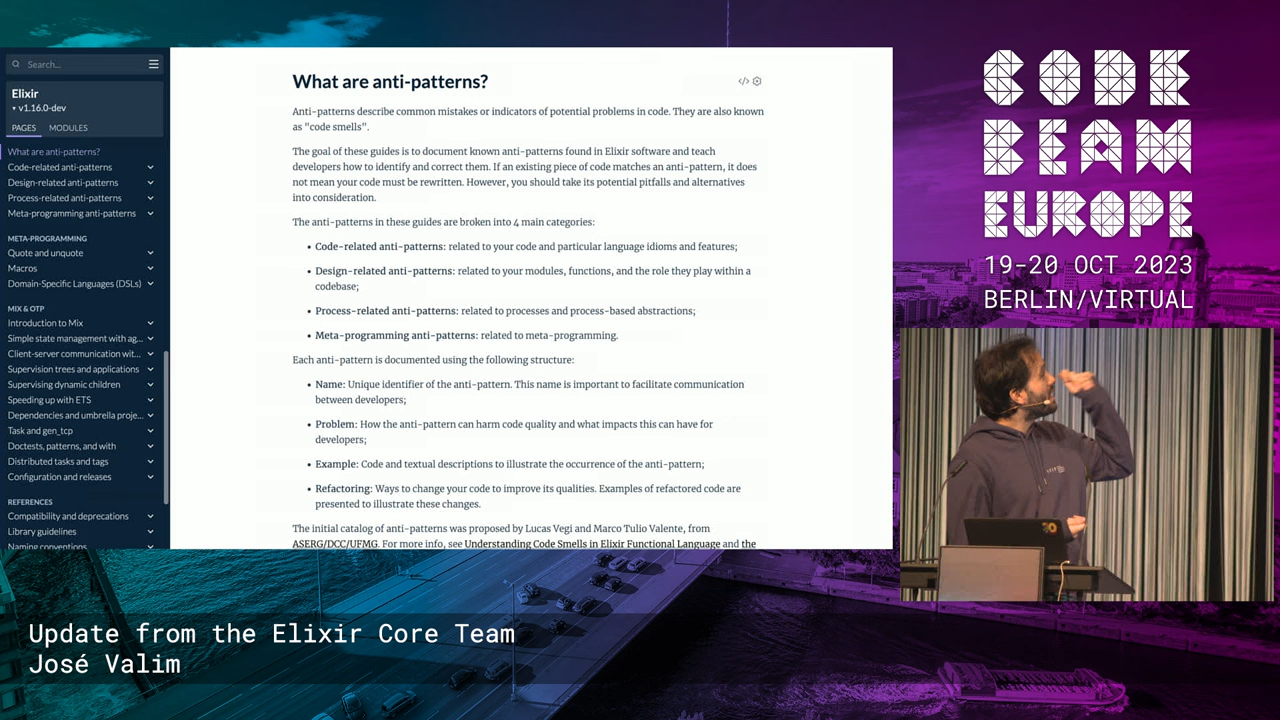 Search...
Elixir
v1.16.0-dev
PAGES MODULES
What are anti-patterns?
Code-related anti-patterns
Design-related anti-patterns
Process-related anti-patterns
Meta-programming anti-patterns
META-PROGRAMMING
Quote and unquote
Macros
Domain-Specific Languages (DSLs)
MIX & OTP
Introduction to Mix
Simple state management with ag...
Client-server communication wit...
Supervision trees and applications
Supervising dynamic children
Speeding up with ETS
Dependencies and umbrella proje...
Task and gen_tcp
Doctests, patterns, and with
Distributed tasks and tags
Configuration and releases
REFERENCES
Compatibility and deprecations
Library guidelines
Naming conventions
What are anti-patterns?
</>
Anti-patterns describe common mistakes or indicators of potential problems in code. They are also known
as "code smells".
The goal of these guides is to document known anti-patterns found in Elixir software and teach
developers how to identify and correct them. If an existing piece of code matches an anti-pattern, it does
not mean your code must be rewritten. However, you should take its potential pitfalls and alternatives
into consideration.
The anti-patterns in these guides are broken into 4 main categories:
• Code-related anti-patterns: related to your code and particular language idioms and features;
• Design-related anti-patterns: related to your modules, functions, and the role they play within a
codebase;
• Process-related anti-patterns: related to processes and process-based abstractions;
• Meta-programming anti-patterns: related to meta-programming.
Each anti-pattern is documented using the following structure:
• Name: Unique identifier of the anti-pattern. This name is important to facilitate communication
between developers;
• Problem: How the anti-pattern can harm code quality and what impacts this can have for
developers;
• Example: Code and textual descriptions to illustrate the occurrence of the anti-pattern;
• Refactoring: Ways to change your code to improve its qualities. Examples of refactored code are
presented to illustrate these changes.
The initial catalog of anti-patterns was proposed by Lucas Vegi and Marco Tulio Valente, from
ASERG/DCC/UFMG. For more info, see Understanding Code Smells in Elixir Functional Language and the
CODE
BEAM
EUROPE
19-20 OCT 2023
BERLIN/VIRTUAL
Update from the Elixir Core Team
José Valim